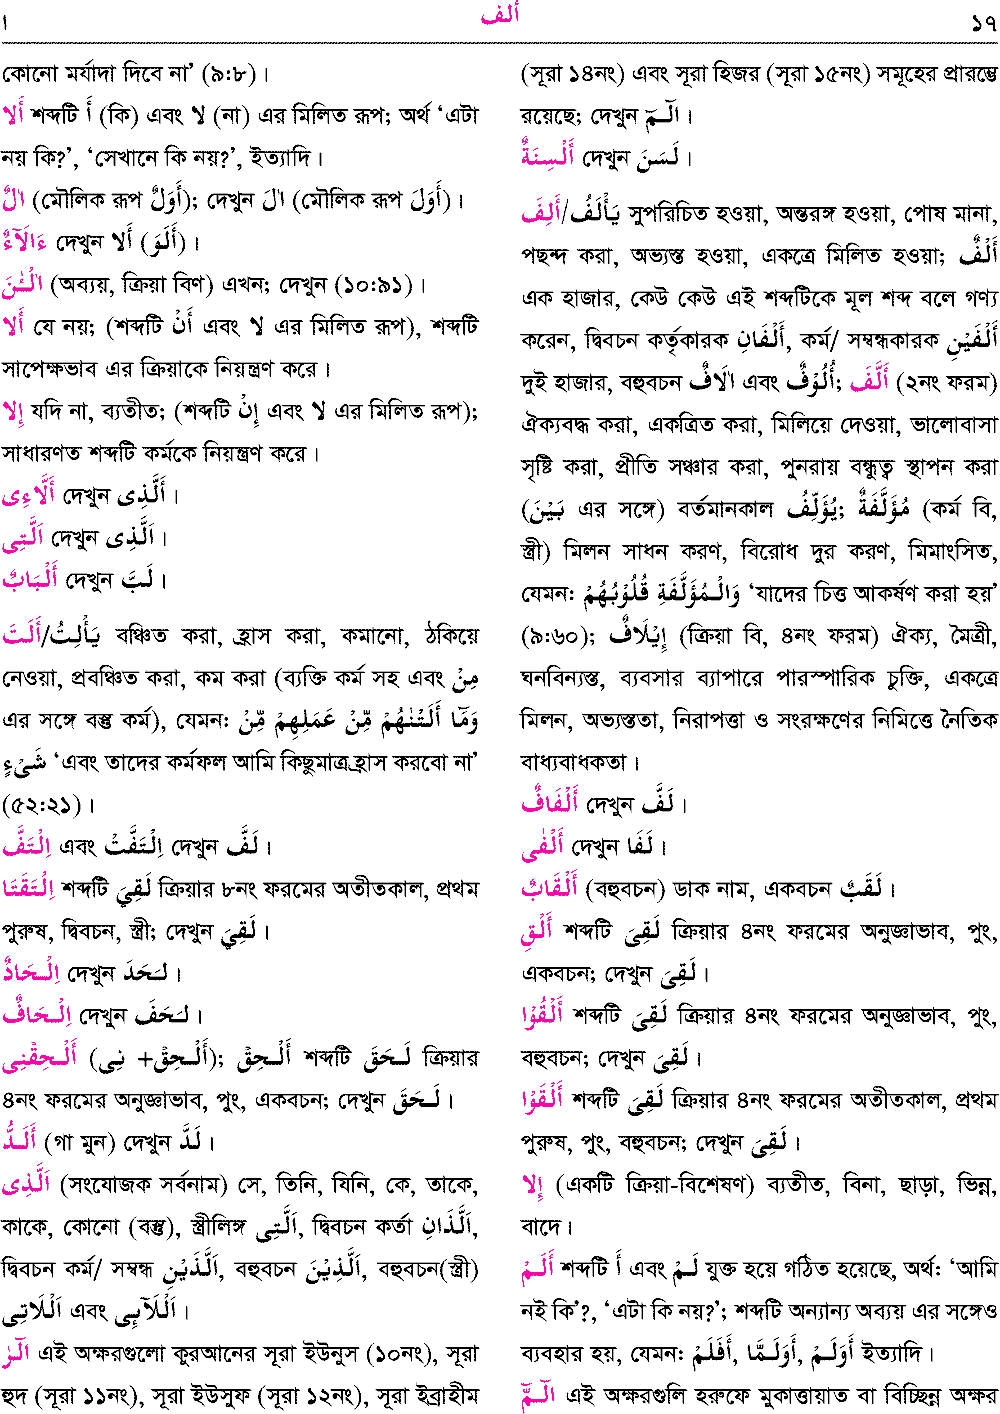 ا ألف ১৭
কোনো মর্যাদা দিবে না’ (৯:৮)।
أَلَا শব্দটি أَ (কি) এবং لَا (না) এর মিলিত রূপ; অর্থ ‘এটা
নয় কি?’, ‘সেখানে কি নয়?’, ইত্যাদি।
اٰلٌ (মৌলিক রূপ أَوَلٌ); দেখুন اٰلَ (মৌলিক রূপ أَوَلَ)।
ءَالَآءٌ দেখুন أَلَا (أَلَوَ)।
اَلْـٰٔنَ (অব্যয়, ক্রিয়া বিণ) এখন; দেখুন (১০:৯১)।
أَلَّا যে নয়; (শব্দটি أَنْ এবং لَا এর মিলিত রূপ), শব্দটি
সাপেক্ষভাব এর ক্রিয়াকে নিয়ন্ত্রণ করে।
إِلَّا যদি না, ব্যতীত; (শব্দটি إِنْ এবং لَا এর মিলিত রূপ);
সাধারণত শব্দটি কর্মকে নিয়ন্ত্রণ করে।
أَلَّاءِى দেখুন أَلَّذِى।
اَلَّتِى দেখুন اَلَّذِى।
أَلْبَابٌ দেখুন لَبَّ।
أَلَتَ/يَأْلِتُ বঞ্চিত করা, হ্রাস করা, কমানো, ঠকিয়ে
নেওয়া, প্রবঞ্চিত করা, কম করা (ব্যক্তি কর্ম সহ এবং مِنْ
এর সঙ্গে বস্তু কর্ম), যেমন: وَمَآ أَلَتْنٰهُمْ مِّنْ عَمَلِهِمْ مِّنْ
شَىْءٍ ‘এবং তাদের কর্মফল আমি কিছুমাত্র হ্রাস করবো না’
(৫২:২১)।
اِلْتَفَّ এবং اِلْتَفَّتْ দেখুন لَفَّ।
اِلْتَقَتَا শব্দটি لَقِيَ ক্রিয়ার ৮নং ফরমের অতীতকাল, প্রথম
পুরুষ, দ্বিবচন, স্ত্রী; দেখুন لَقِيَ।
اِلْحَادٌ দেখুন لَحَدَ।
اِلْحَافٌ দেখুন لَحَفَ।
أَلْحِقْنِى (أَلْحِقْ+ نِى); أَلْحِقْ শব্দটি لَحَقَ ক্রিয়ার
৪নং ফরমের অনুজ্ঞাভাব, পুং, একবচন; দেখুন لَحَقَ।
أَلَدُّ (গা মুন) দেখুন لَدَّ।
اَلَّذِى (সংযোজক সর্বনাম) সে, তিনি, যিনি, কে, তাকে,
কাকে, কোনো (বস্তু), স্ত্রীলিঙ্গ اَلَّتِى, দ্বিবচন কর্তা اَلَّذَانِ,
দ্বিবচন কর্ম/ সম্বন্ধ اَلَّذَيْنِ, বহুবচন اَلَّذِيْنَ, বহুবচন(স্ত্রী)
اَلْلَاتِى এবং اَلْلَآئِى।
الٓرٰ এই অক্ষরগুলো কুরআনের সূরা ইউনুস (১০নং), সূরা
হুদ (সূরা ১১নং), সূরা ইউসুফ (সূরা ১২নং), সূরা ইব্রাহীম
(সূরা ১৪নং) এবং সূরা হিজর (সূরা ১৫নং) সমূহের প্রারম্ভে
রয়েছে; দেখুন الٓمٓ।
أَلْسِنَةٌ দেখুন لَسَنَ।
أَلِفَ/يَأْلَفُ সুপরিচিত হওয়া, অন্তরঙ্গ হওয়া, পোষ মানা,
পছন্দ করা, অভ্যস্ত হওয়া, একত্রে মিলিত হওয়া; أَلْفٌ
এক হাজার, কেউ কেউ এই শব্দটিকে মূল শব্দ বলে গণ্য
করেন, দ্বিবচন কর্তৃকারক أَلْفَانِ, কর্ম/ সম্বন্ধকারক أَلْفَيْنِ
দুই হাজার, বহুবচন اٰلَافٌ এবং أُلُوْفٌ; أَلَّفَ (২নং ফরম)
ঐক্যবদ্ধ করা, একত্রিত করা, মিলিয়ে দেওয়া, ভালোবাসা
সৃষ্টি করা, প্রীতি সঞ্চার করা, পুনরায় বন্ধুত্ব স্থাপন করা
(بَيْنَ এর সঙ্গে) বর্তমানকাল يُؤَلِّفُ; مُؤَلَّفَةٌ (কর্ম বি,
স্ত্রী) মিলন সাধন করণ, বিরোধ দুর করণ, মিমাংসিত,
যেমন: وَالْمُؤَلَّفَةِ قُلُوْبُهُمْ ‘যাদের চিত্ত আকর্ষণ করা হয়’
(৯:৬০); إِيْلَافٌ (ক্রিয়া বি, ৪নং ফরম) ঐক্য, মৈত্রী,
ঘনবিন্যস্ত, ব্যবসার ব্যাপারে পারস্পারিক চুক্তি, একত্রে
মিলন, অভ্যস্ততা, নিরাপত্তা ও সংরক্ষণের নিমিত্তে নৈতিক
বাধ্যবাধকতা।
أَلْفَافٌ দেখুন لَفَّ।
أَلْفٰى দেখুন لَفَا।
أَلْقَابٌ (বহুবচন) ডাক নাম, একবচন لَقَبٌ।
أَلْقِ শব্দটি لَقِىَ ক্রিয়ার ৪নং ফরমের অনুজ্ঞাভাব, পুং,
একবচন; দেখুন لَقِىَ।
أَلْقُوْا শব্দটি لَقِىَ ক্রিয়ার ৪নং ফরমের অনুজ্ঞাভাব, পুং,
বহুবচন; দেখুন لَقِىَ।
أَلْقَوْا শব্দটি لَقِىَ ক্রিয়ার ৪নং ফরমের অতীতকাল, প্রথম
পুরুষ, পুং, বহুবচন; দেখুন لَقِىَ।
إِلَّا (একটি ক্রিয়া-বিশেষণ) ব্যতীত, বিনা, ছাড়া, ভিন্ন,
বাদে।
أَلَمْ শব্দটি أَ এবং لَمْ যুক্ত হয়ে গঠিত হয়েছে, অর্থ: ‘আমি
নই কি’?, ‘এটা কি নয়?’; শব্দটি অন্যান্য অব্যয় এর সঙ্গেও
ব্যবহার হয়, যেমন: أَفَلَمْ, أَوَلَمَّا, أَوَلَمْ ইত্যাদি।
الٓمّٓ এই অক্ষরগুলি হরুফে মুকাত্তায়াত বা বিচ্ছিন্ন অক্ষর